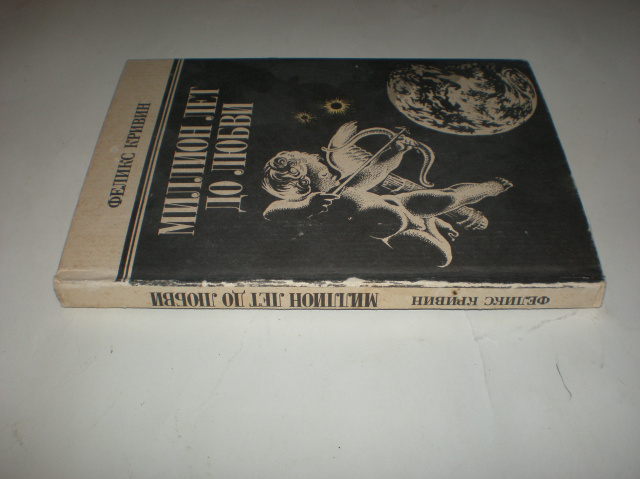 ФЕЛИКС КРИВИН
МИЛЛИОН ЛЕТ
ДО ЛЮБВИ
ФЕЛИКС КРИВИН
МИЛЛИОН ЛЕТ ДО ЛЮБВИ